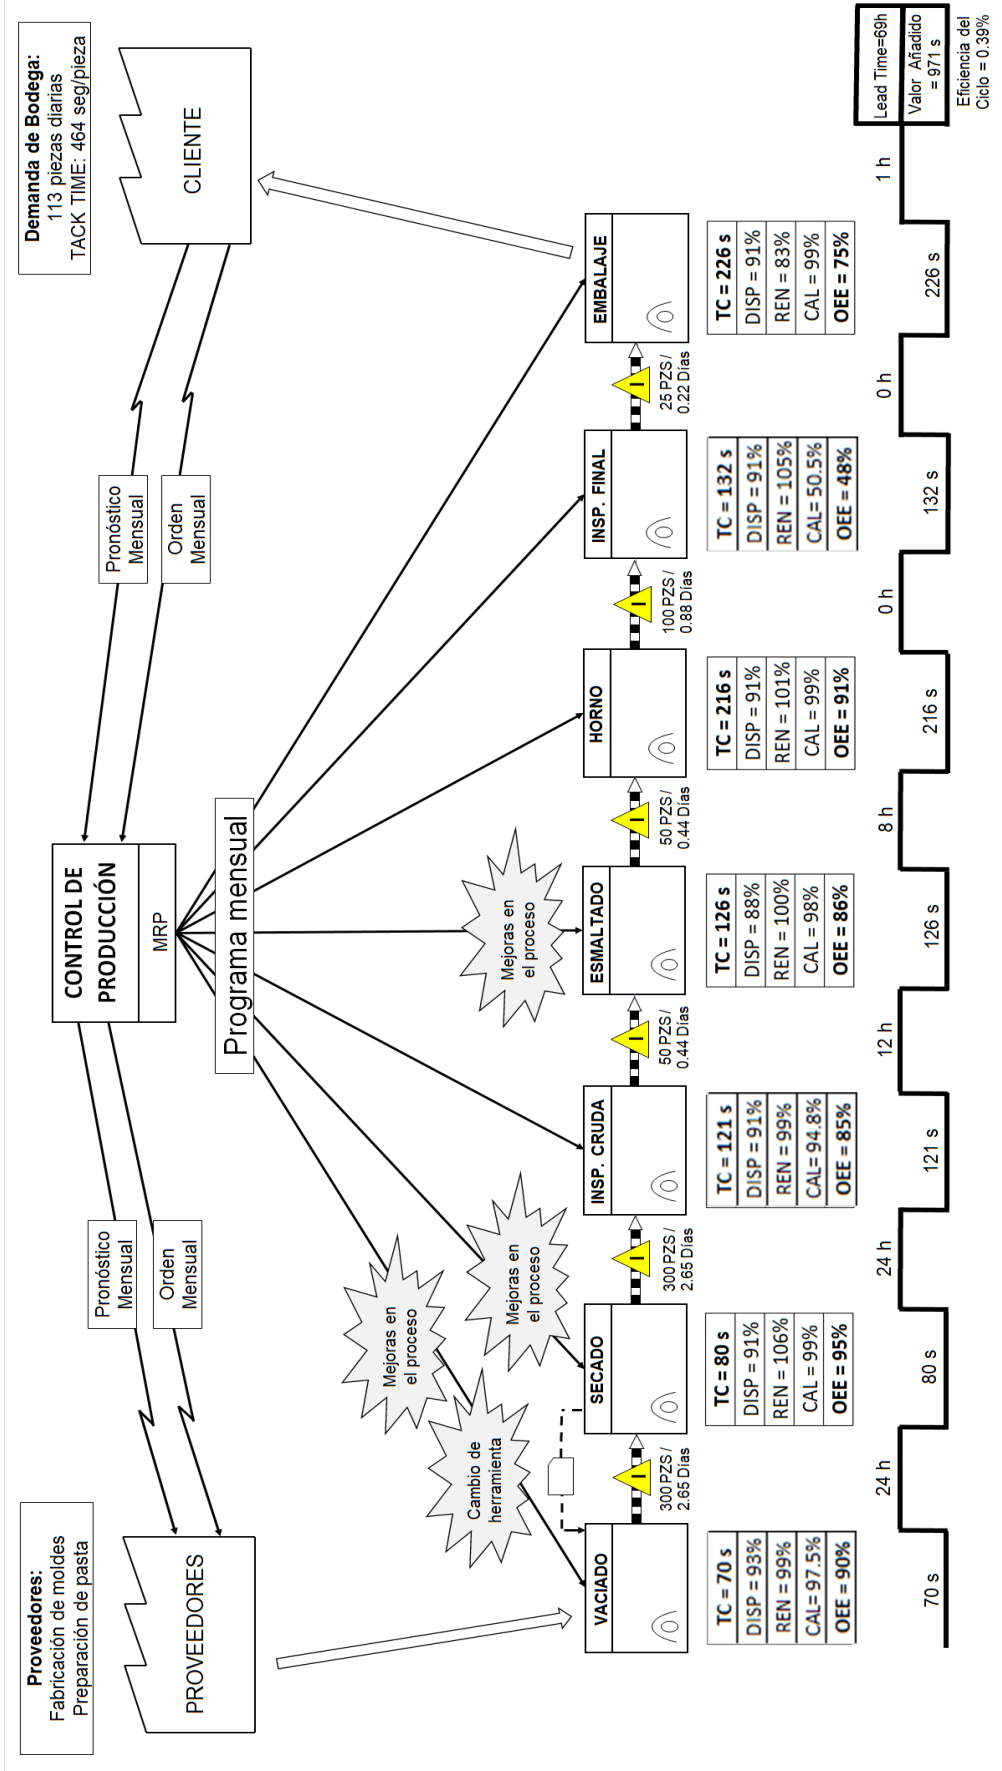 Proveedores:
Fabricación de moldes
Preparación de pasta
PROVEEDORES
Pronóstico
Mensual
Orden
Mensual
CONTROL DE
PRODUCCIÓN
MRP
Pronóstico
Mensual
Orden
Mensual
Demanda de Bodega:
113 piezas diarias
TACK TIME: 464 seg/pieza
CLIENTE
Programa mensual
Mejoras en
el proceso
Cambio de
herramienta
Mejoras en
el proceso
Mejoras en
el proceso
VACIADO
I
300 PZS /
2.65 Días
SECADO
I
300 PZS /
2.65 Días
INSP. CRUDA
I
50 PZS /
0.44 Días
ESMALTADO
I
50 PZS /
0.44 Días
HORNO
I
100 PZS /
0.88 Días
INSP. FINAL
I
25 PZS /
0.22 Días
EMBALAJE
TC = 70 s
DISP = 93%
REN = 99%
CAL= 97.5%
OEE = 90%
TC = 80 s
DISP = 91%
REN = 106%
CAL = 99%
OEE = 95%
TC = 121 s
DISP = 91%
REN = 99%
CAL= 94.8%
OEE = 85%
TC = 126 s
DISP = 88%
REN = 100%
CAL = 98%
OEE = 86%
TC = 216 s
DISP = 91%
REN = 101%
CAL = 99%
OEE = 91%
TC = 132 s
DISP = 91%
REN = 105%
CAL= 50.5%
OEE = 48%
TC = 226 s
DISP = 91%
REN = 83%
CAL = 99%
OEE = 75%
70 s
24 h
80 s
24 h
121 s
12 h
126 s
8 h
216 s
0 h
132 s
0 h
226 s
1 h
Lead Time=69h
Valor Añadido
= 971 s
Eficiencia del
Ciclo = 0.39%